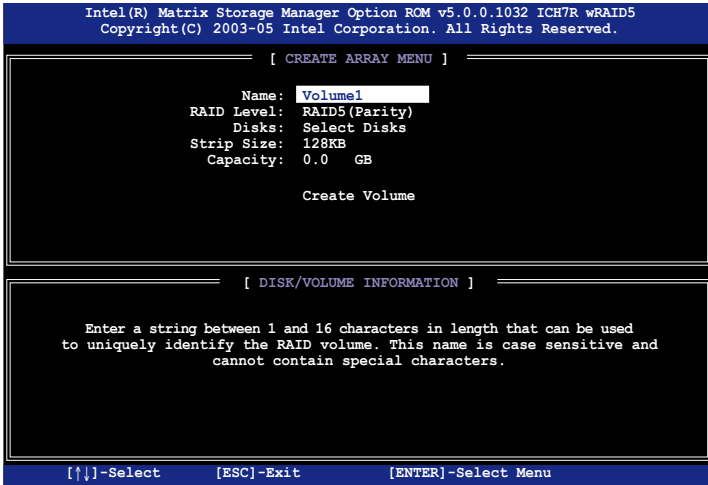 Intel(R) Matrix Storage Manager Option ROM v5.0.0.1032 ICH7R wRAID5
Copyright(C) 2003-05 Intel Corporation. All Rights Reserved.
[ CREATE ARRAY MENU ]
Name: Volume1
RAID Level: RAID5(Parity)
Disks: Select Disks
Strip Size: 128KB
Capacity: 0.0 GB
Create Volume
[ DISK/VOLUME INFORMATION ]
Enter a string between 1 and 16 characters in length that can be used
to uniquely identify the RAID volume. This name is case sensitive and
cannot contain special characters.
[↑↓]-Select [ESC]-Exit [ENTER]-Select Menu